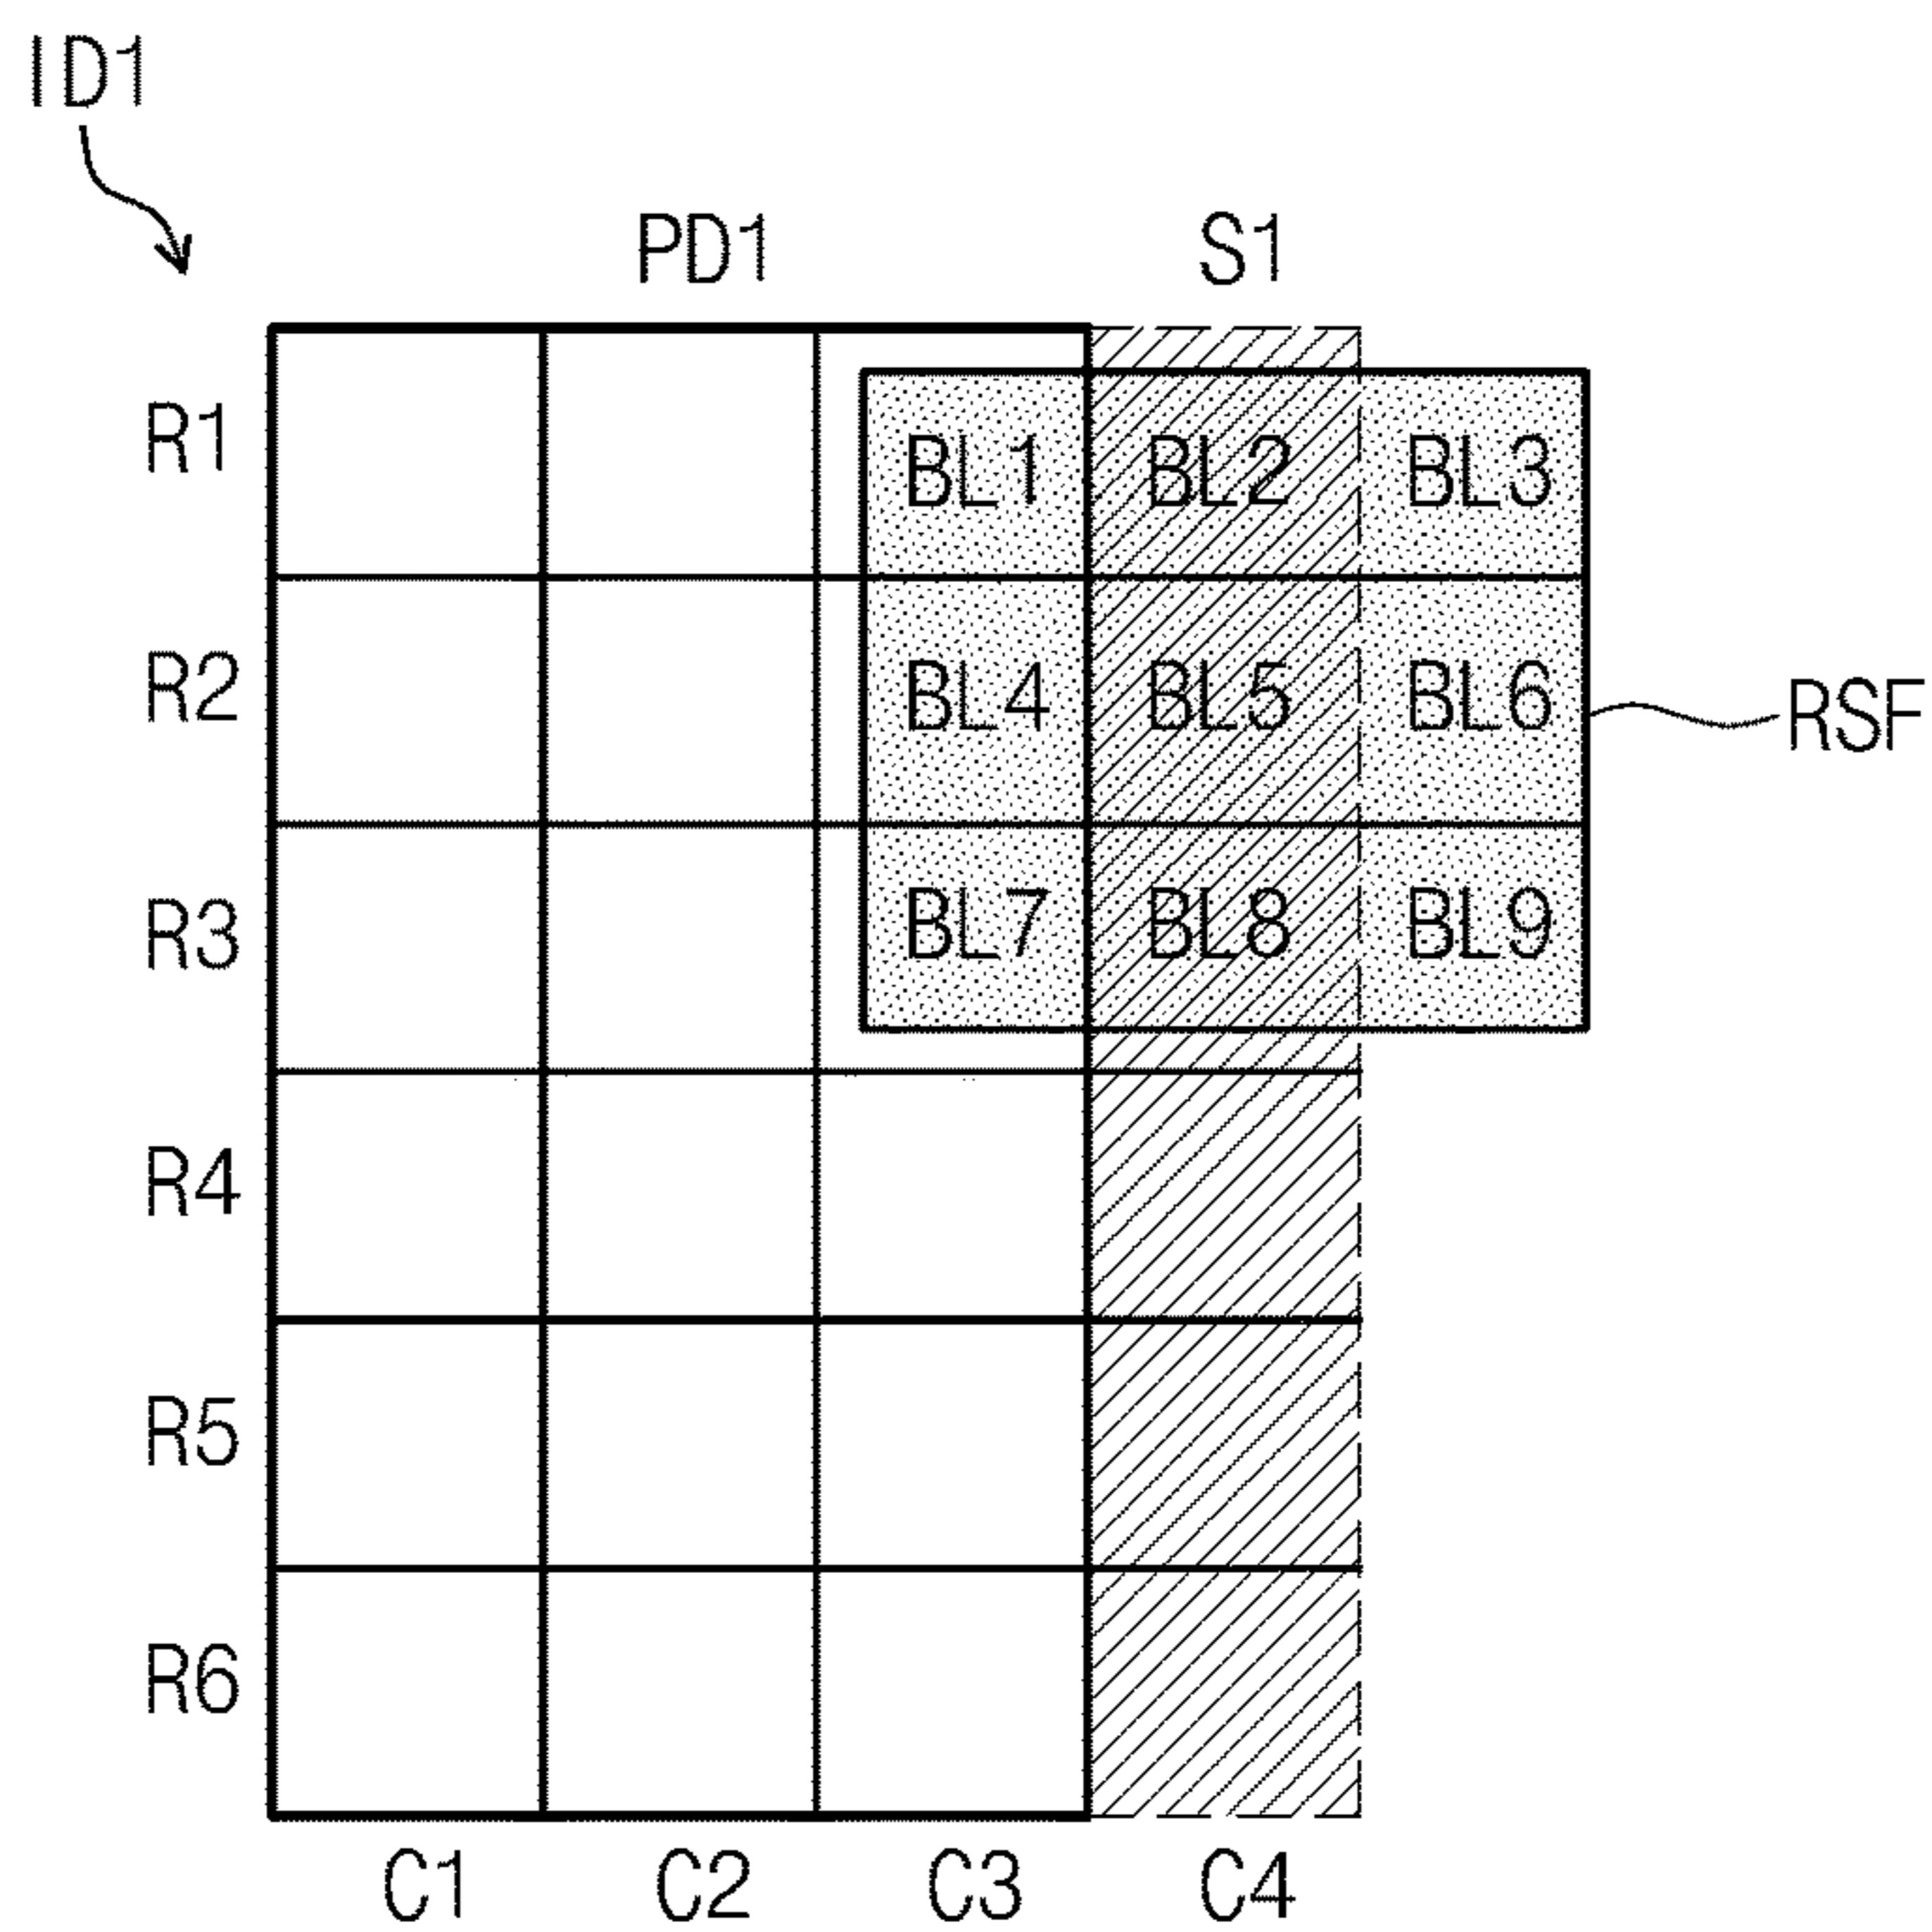 ID1
PD1 S1
R1 BL1 BL2 BL3
R2 BL4 BL5 BL6 RSF
R3 BL7 BL8 BL9
R4
R5
R6
C1 C2 C3 C4